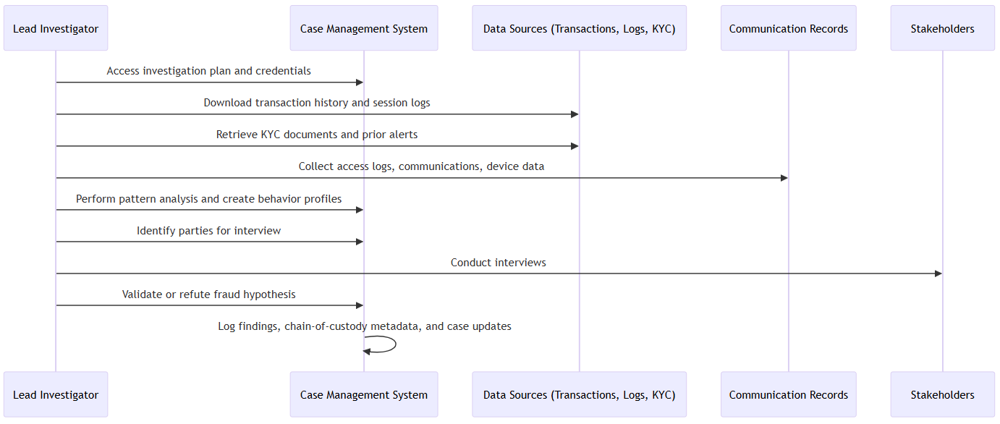 Lead Investigator
Case Management System
Data Sources (Transactions, Logs, KYC)
Communication Records
Stakeholders
Access investigation plan and credentials
Download transaction history and session logs
Retrieve KYC documents and prior alerts
Collect access logs, communications, device data
Perform pattern analysis and create behavior profiles
Identify parties for interview
Conduct interviews
Validate or refute fraud hypothesis
Log findings, chain-of-custody metadata, and case updates
Lead Investigator
Case Management System
Data Sources (Transactions, Logs, KYC)
Communication Records
Stakeholders